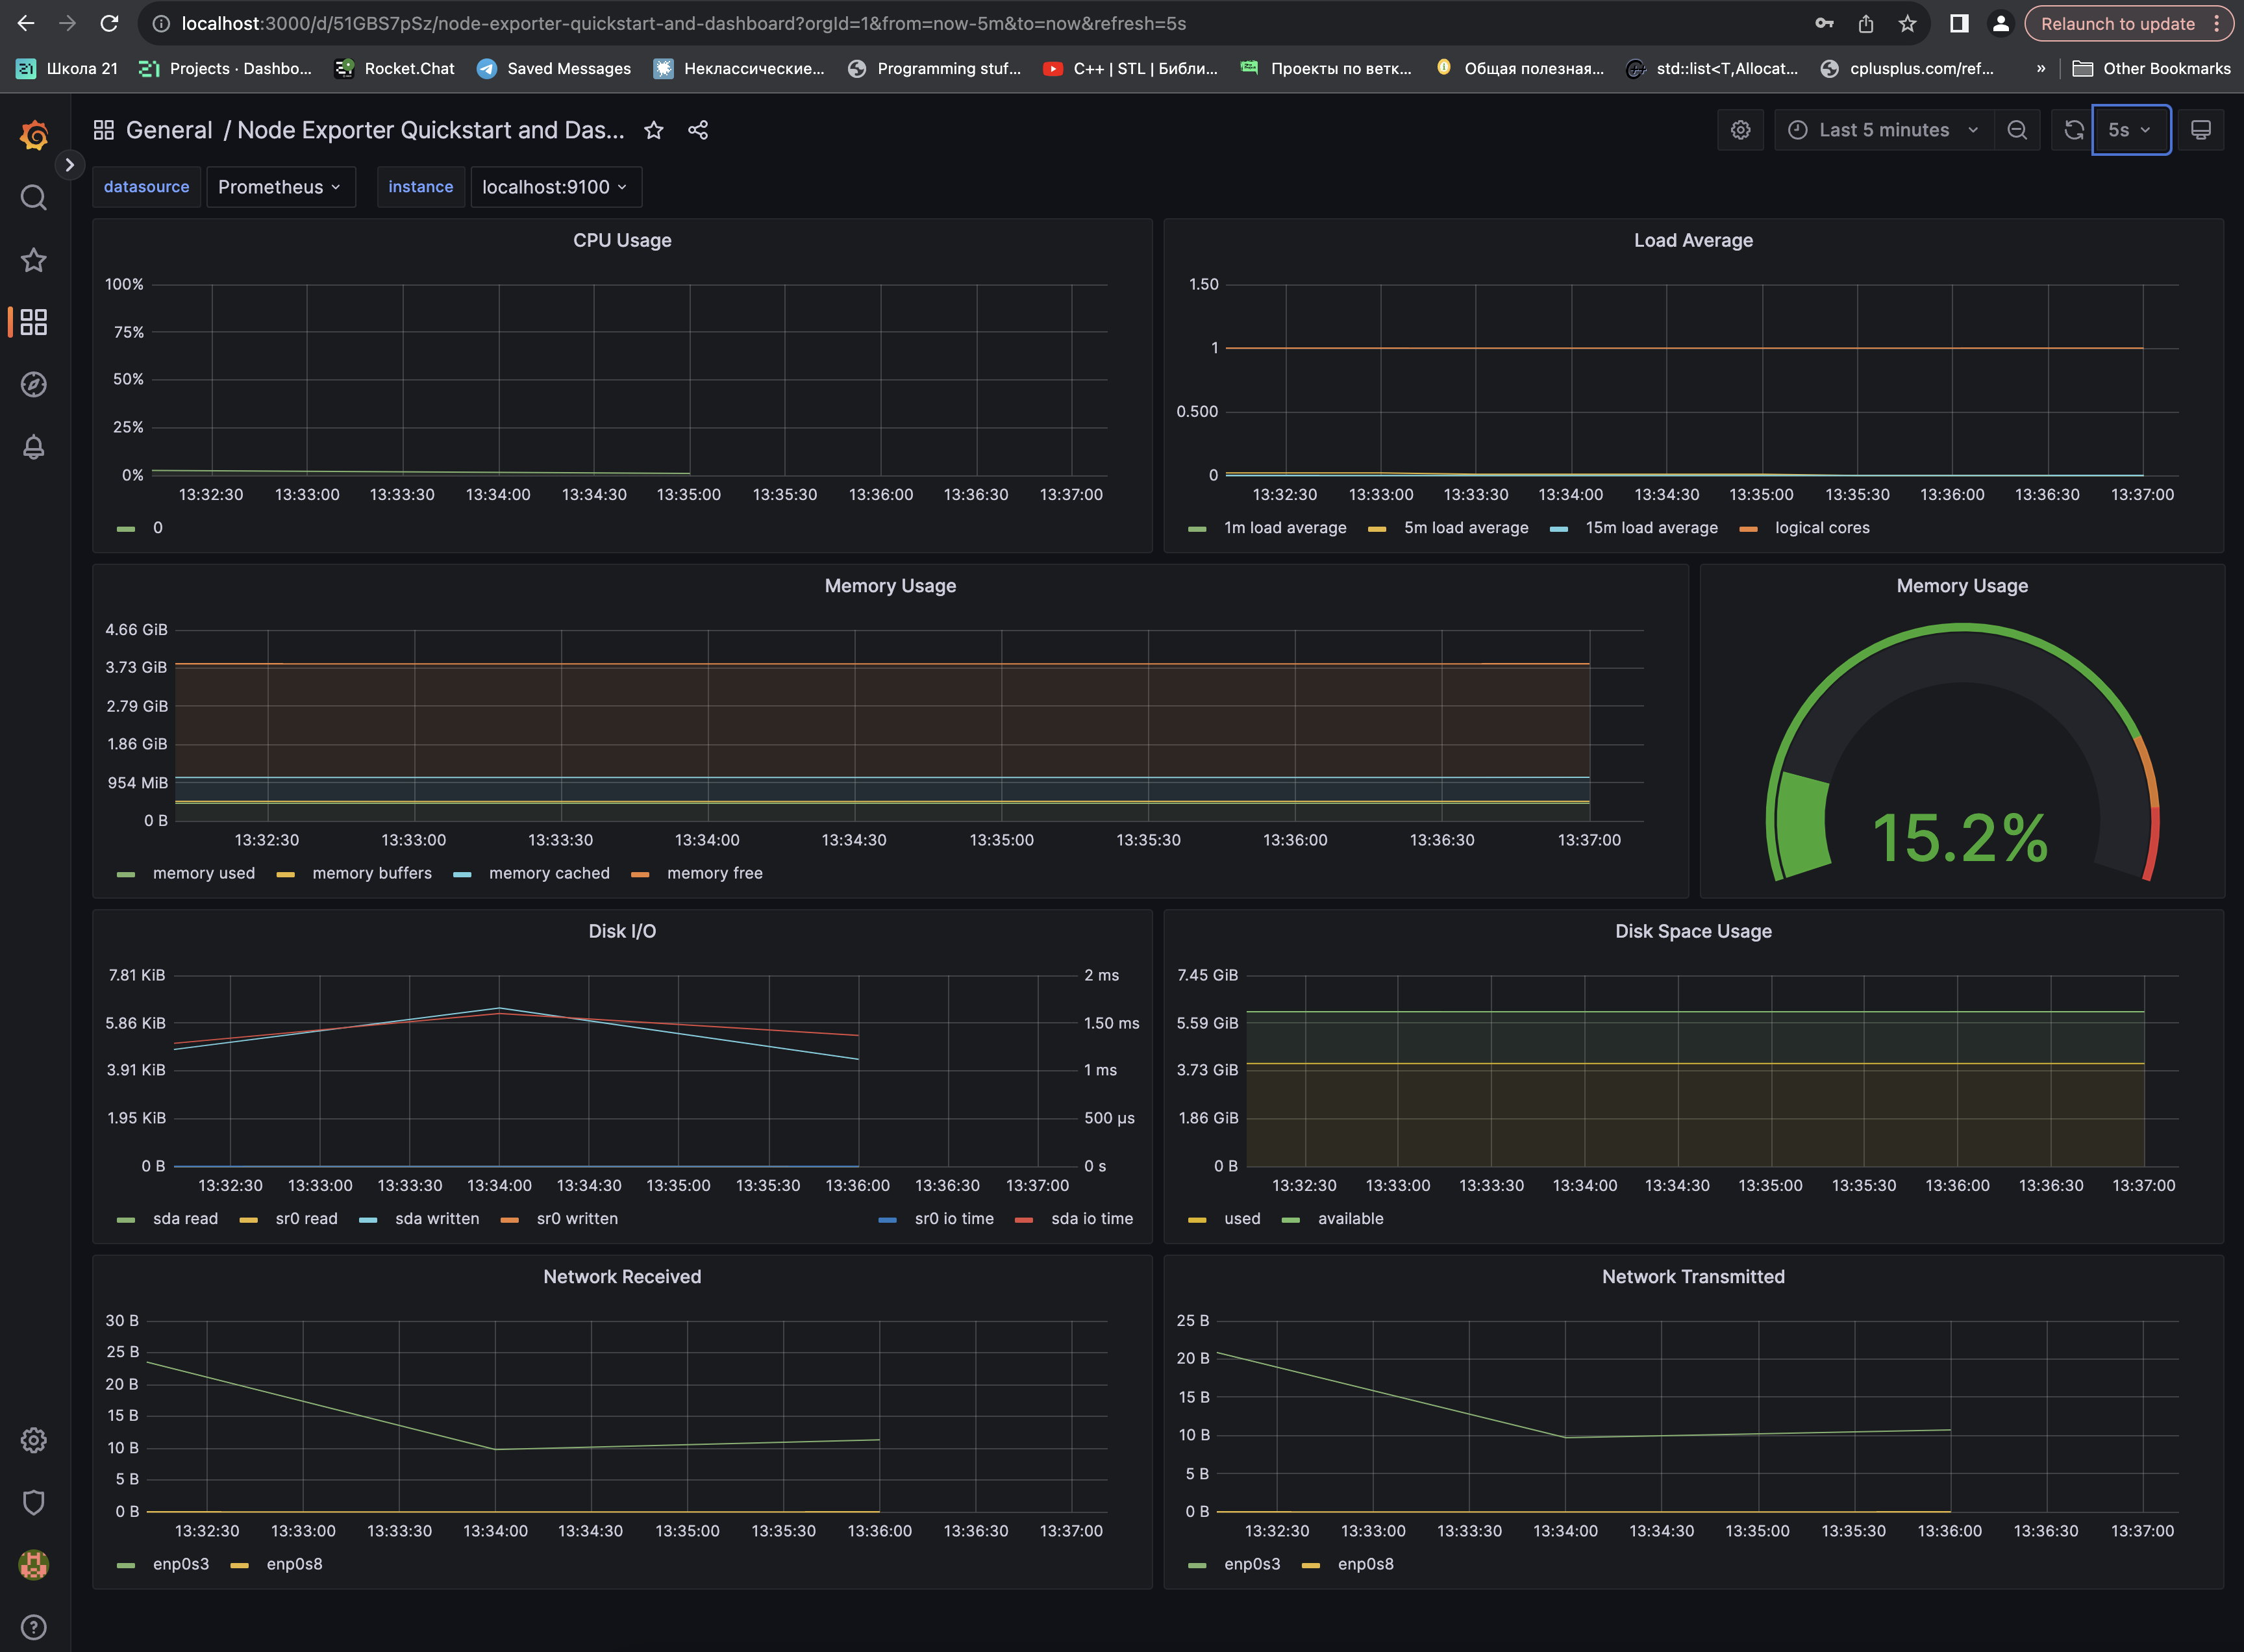 localhost:3000/d/51GBS7pSz/node-exporter-quickstart-and-dashboard?orgId=1&from=now-5m&to=now&refresh=5s
Relaunch to update
Школа 21 Projects · Dashbo... Rocket.Chat Saved Messages Неклассические... Programming stuf... C++ | STL | Библи... Проекты по ветк... Общая полезная... std::list<T,Allocat... cplusplus.com/ref... » Other Bookmarks
General / Node Exporter Quickstart and Das...
Last 5 minutes
5s
datasource Prometheus instance localhost:9100
CPU Usage
100%
75%
50%
25%
0%
13:32:30 13:33:00 13:33:30 13:34:00 13:34:30 13:35:00 13:35:30 13:36:00 13:36:30 13:37:00
0
Load Average
1.50
1
0.500
0
13:32:30 13:33:00 13:33:30 13:34:00 13:34:30 13:35:00 13:35:30 13:36:00 13:36:30 13:37:00
1m load average 5m load average 15m load average logical cores
Memory Usage
4.66 GiB
3.73 GiB
2.79 GiB
1.86 GiB
954 MiB
0 B
13:32:30 13:33:00 13:33:30 13:34:00 13:34:30 13:35:00 13:35:30 13:36:00 13:36:30 13:37:00
memory used memory buffers memory cached memory free
Memory Usage
15.2%
Disk I/O
7.81 KiB 2 ms
5.86 KiB 1.50 ms
3.91 KiB 1 ms
1.95 KiB 500 µs
0 B 0 s
13:32:30 13:33:00 13:33:30 13:34:00 13:34:30 13:35:00 13:35:30 13:36:00 13:36:30 13:37:00
sda read sr0 read sda written sr0 written sr0 io time sda io time
Disk Space Usage
7.45 GiB
5.59 GiB
3.73 GiB
1.86 GiB
0 B
13:32:30 13:33:00 13:33:30 13:34:00 13:34:30 13:35:00 13:35:30 13:36:00 13:36:30 13:37:00
used available
Network Received
30 B
25 B
20 B
15 B
10 B
5 B
0 B
13:32:30 13:33:00 13:33:30 13:34:00 13:34:30 13:35:00 13:35:30 13:36:00 13:36:30 13:37:00
enp0s3 enp0s8
Network Transmitted
25 B
20 B
15 B
10 B
5 B
0 B
13:32:30 13:33:00 13:33:30 13:34:00 13:34:30 13:35:00 13:35:30 13:36:00 13:36:30 13:37:00
enp0s3 enp0s8